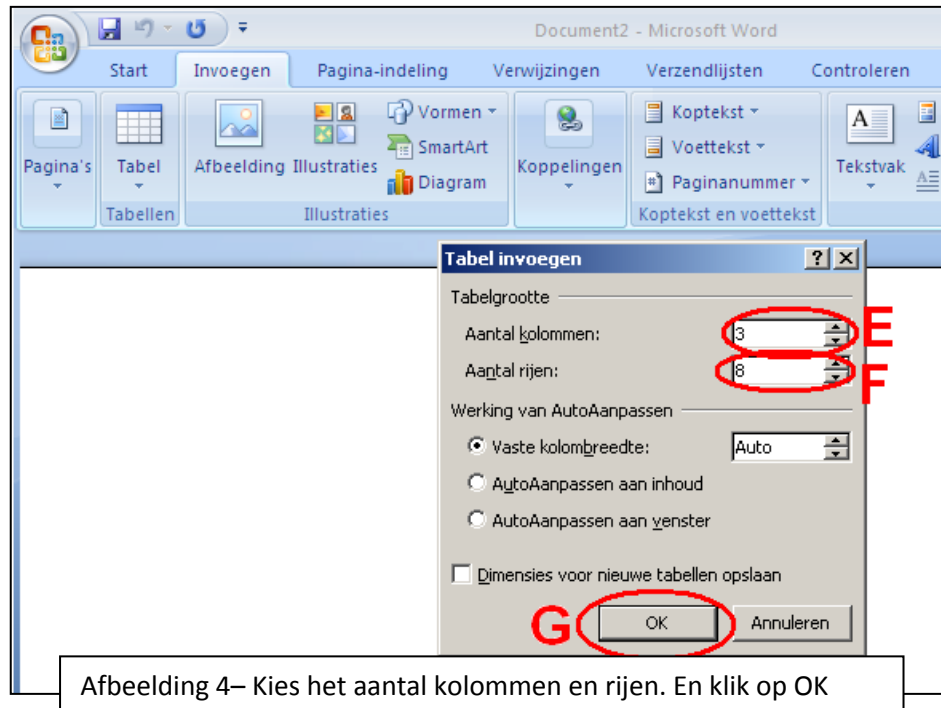 Document2 - Microsoft Word
Start Invoegen Pagina-indeling Verwijzingen Verzendlijsten Controleren
Pagina's
Tabel
Tabellen
Afbeelding Illustraties
Vormen
SmartArt
Diagram
Illustraties
Koppelingen
Koptekst
Voettekst
Paginanummer
Koptekst en voettekst
A
Tekstvak
Tabel invoegen
Tabelgrootte
Aantal kolommen: 3 E
Aantal rijen: 8 F
Werking van AutoAanpassen
Vaste kolombreedte: Auto
AutoAanpassen aan inhoud
AutoAanpassen aan venster
Dimensies voor nieuwe tabellen opslaan
G OK Annuleren
Afbeelding 4– Kies het aantal kolommen en rijen. En klik op OK